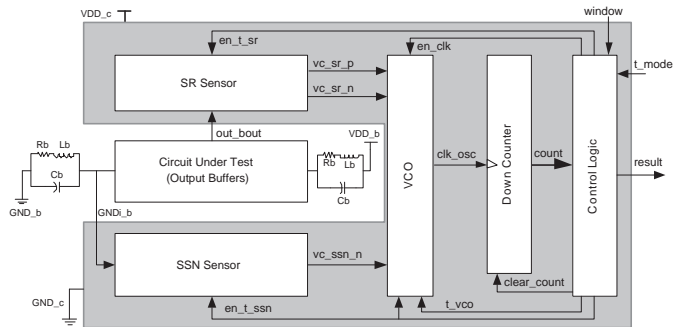 VDD_c
window
en_t_sr
en_clk
SR Sensor
vc_sr_p
vc_sr_n
t_mode
out_bout
Rb Lb
Cb
GND_b
GNDi_b
Circuit Under Test
(Output Buffers)
VDD_b
Rb Lb
Cb
VCO
clk_osc
Down Counter
count
Control Logic
result
SSN Sensor
vc_ssn_n
clear_count
GND_c
en_t_ssn
t_vco